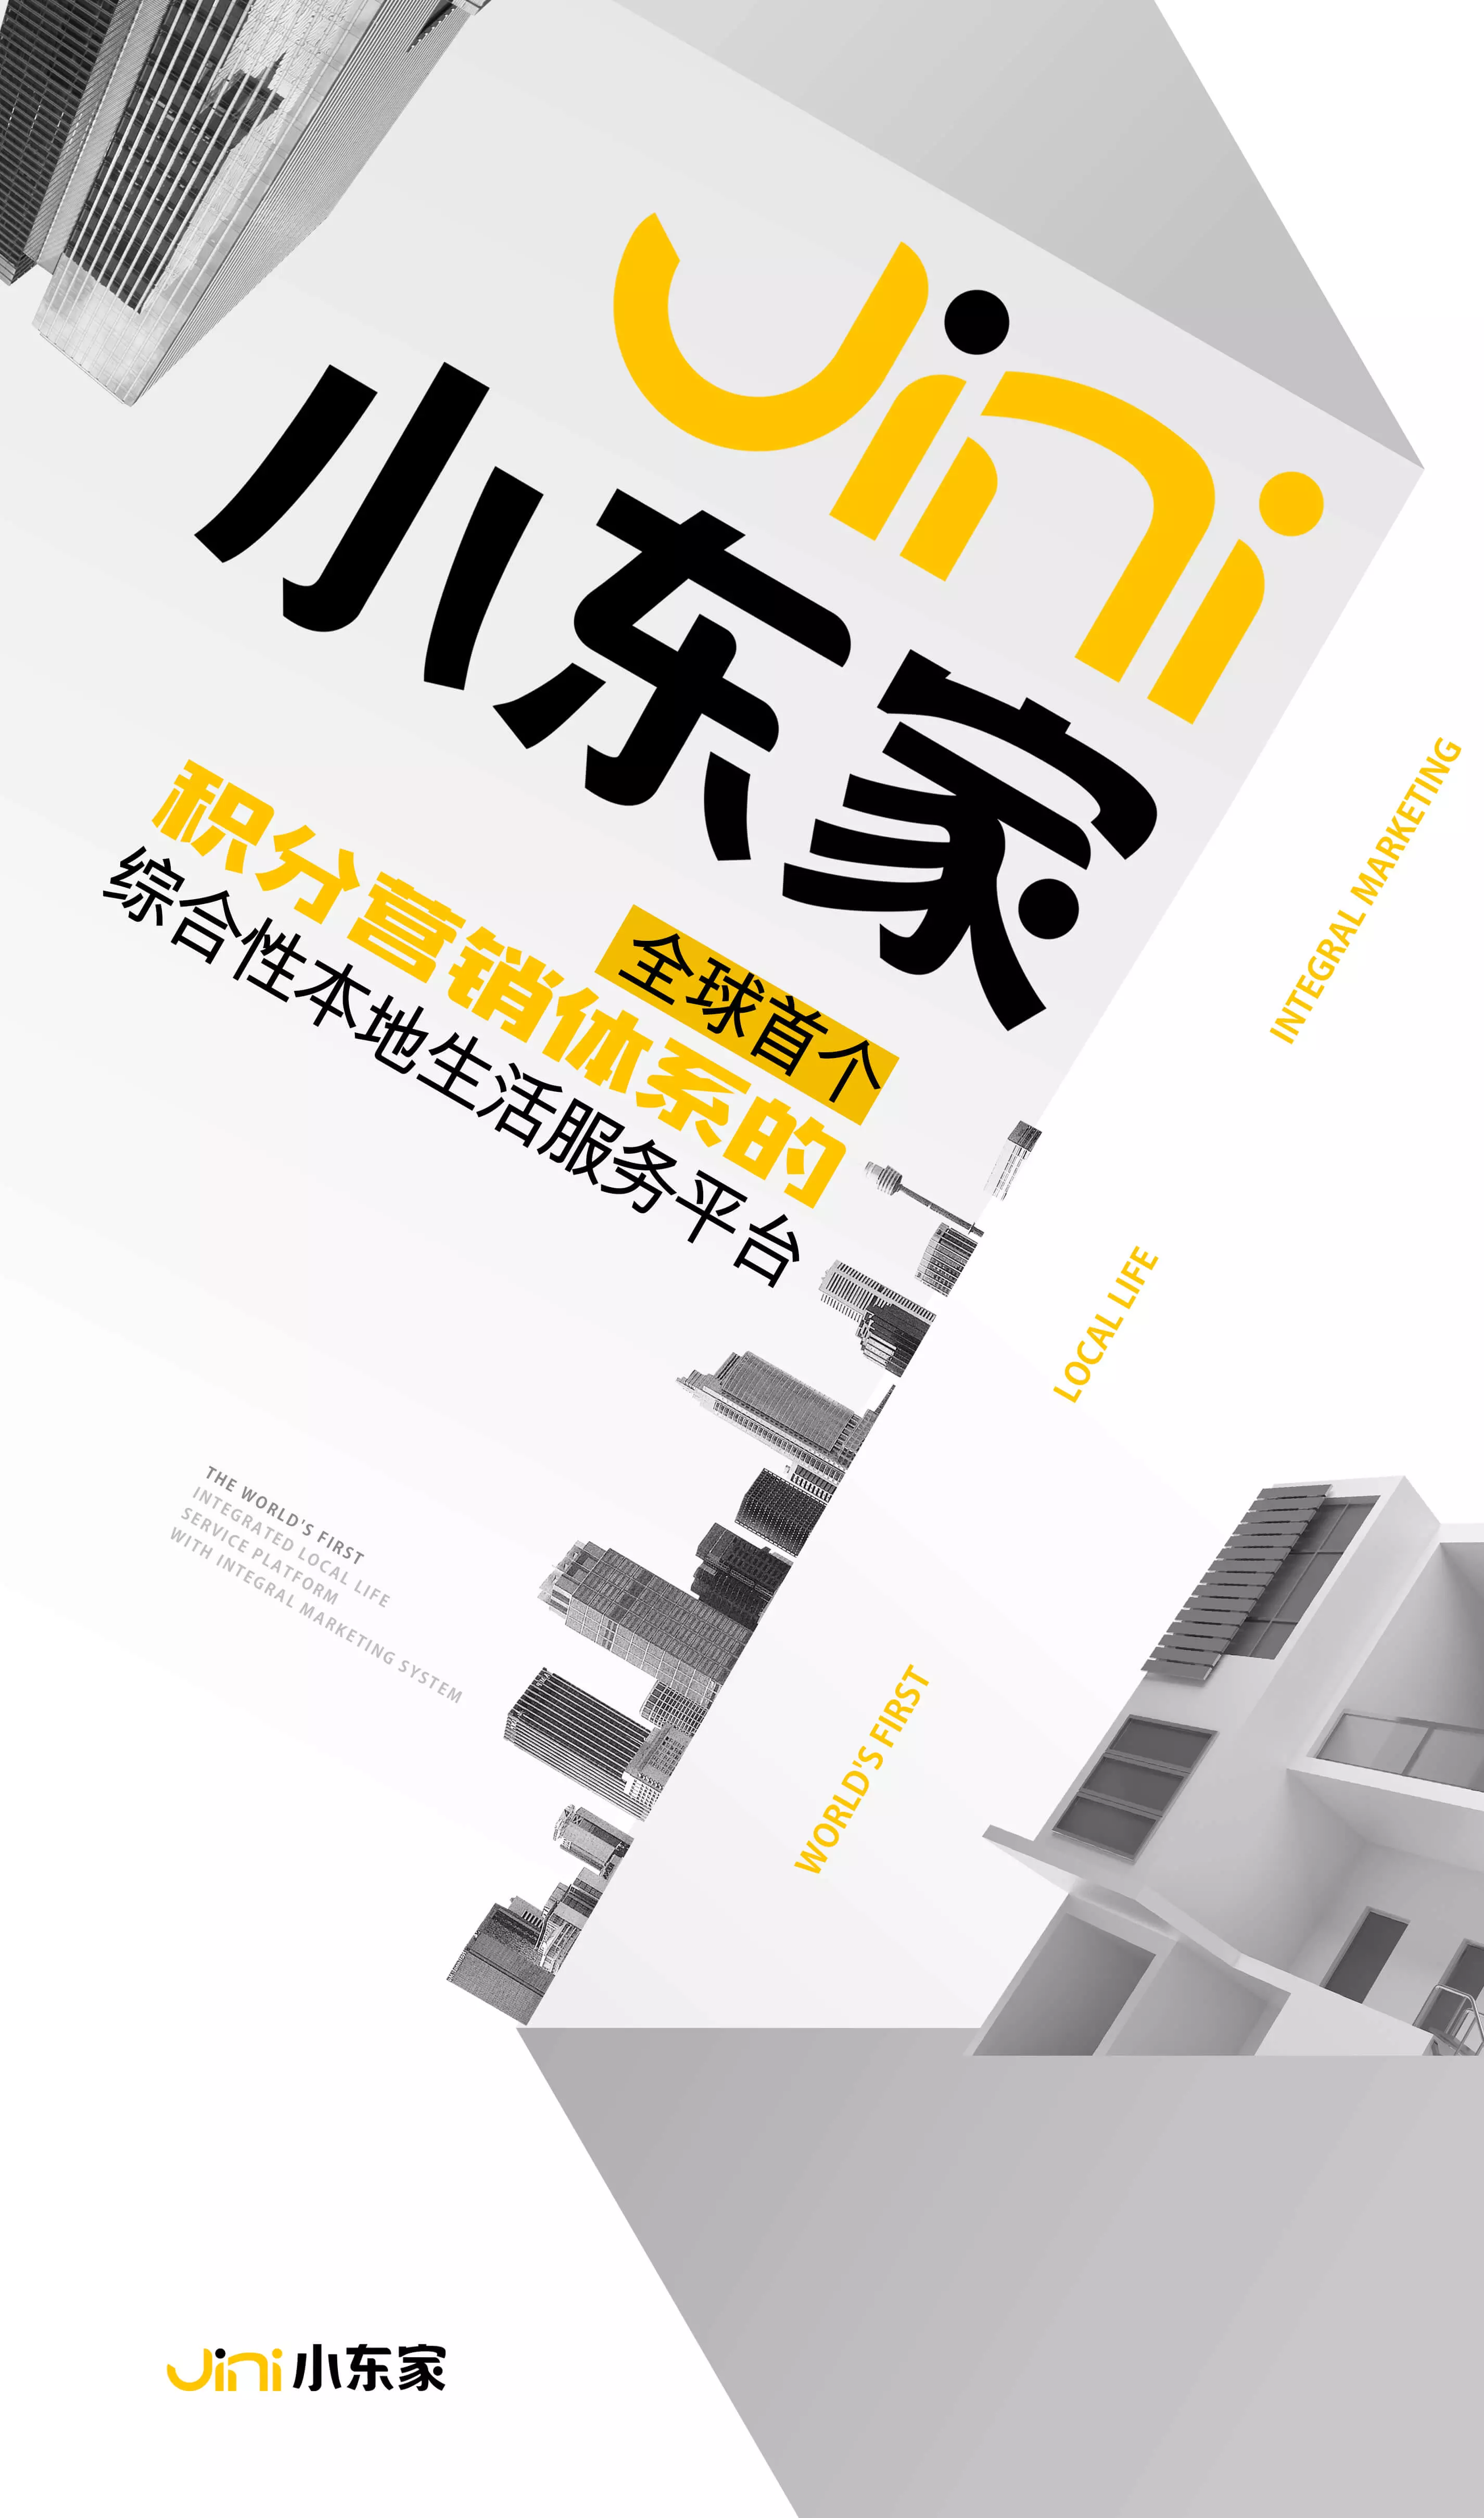 Jini
小东家
全球首个
积分营销体系的
综合性本地生活服务平台
INTEGRAL MARKETING
LOCAL LIFE
WORLD'S FIRST
THE WORLD'S FIRST
INTEGRATED LOCAL LIFE
SERVICE PLATFORM
WITH INTEGRAL MARKETING SYSTEM
Jini 小东家